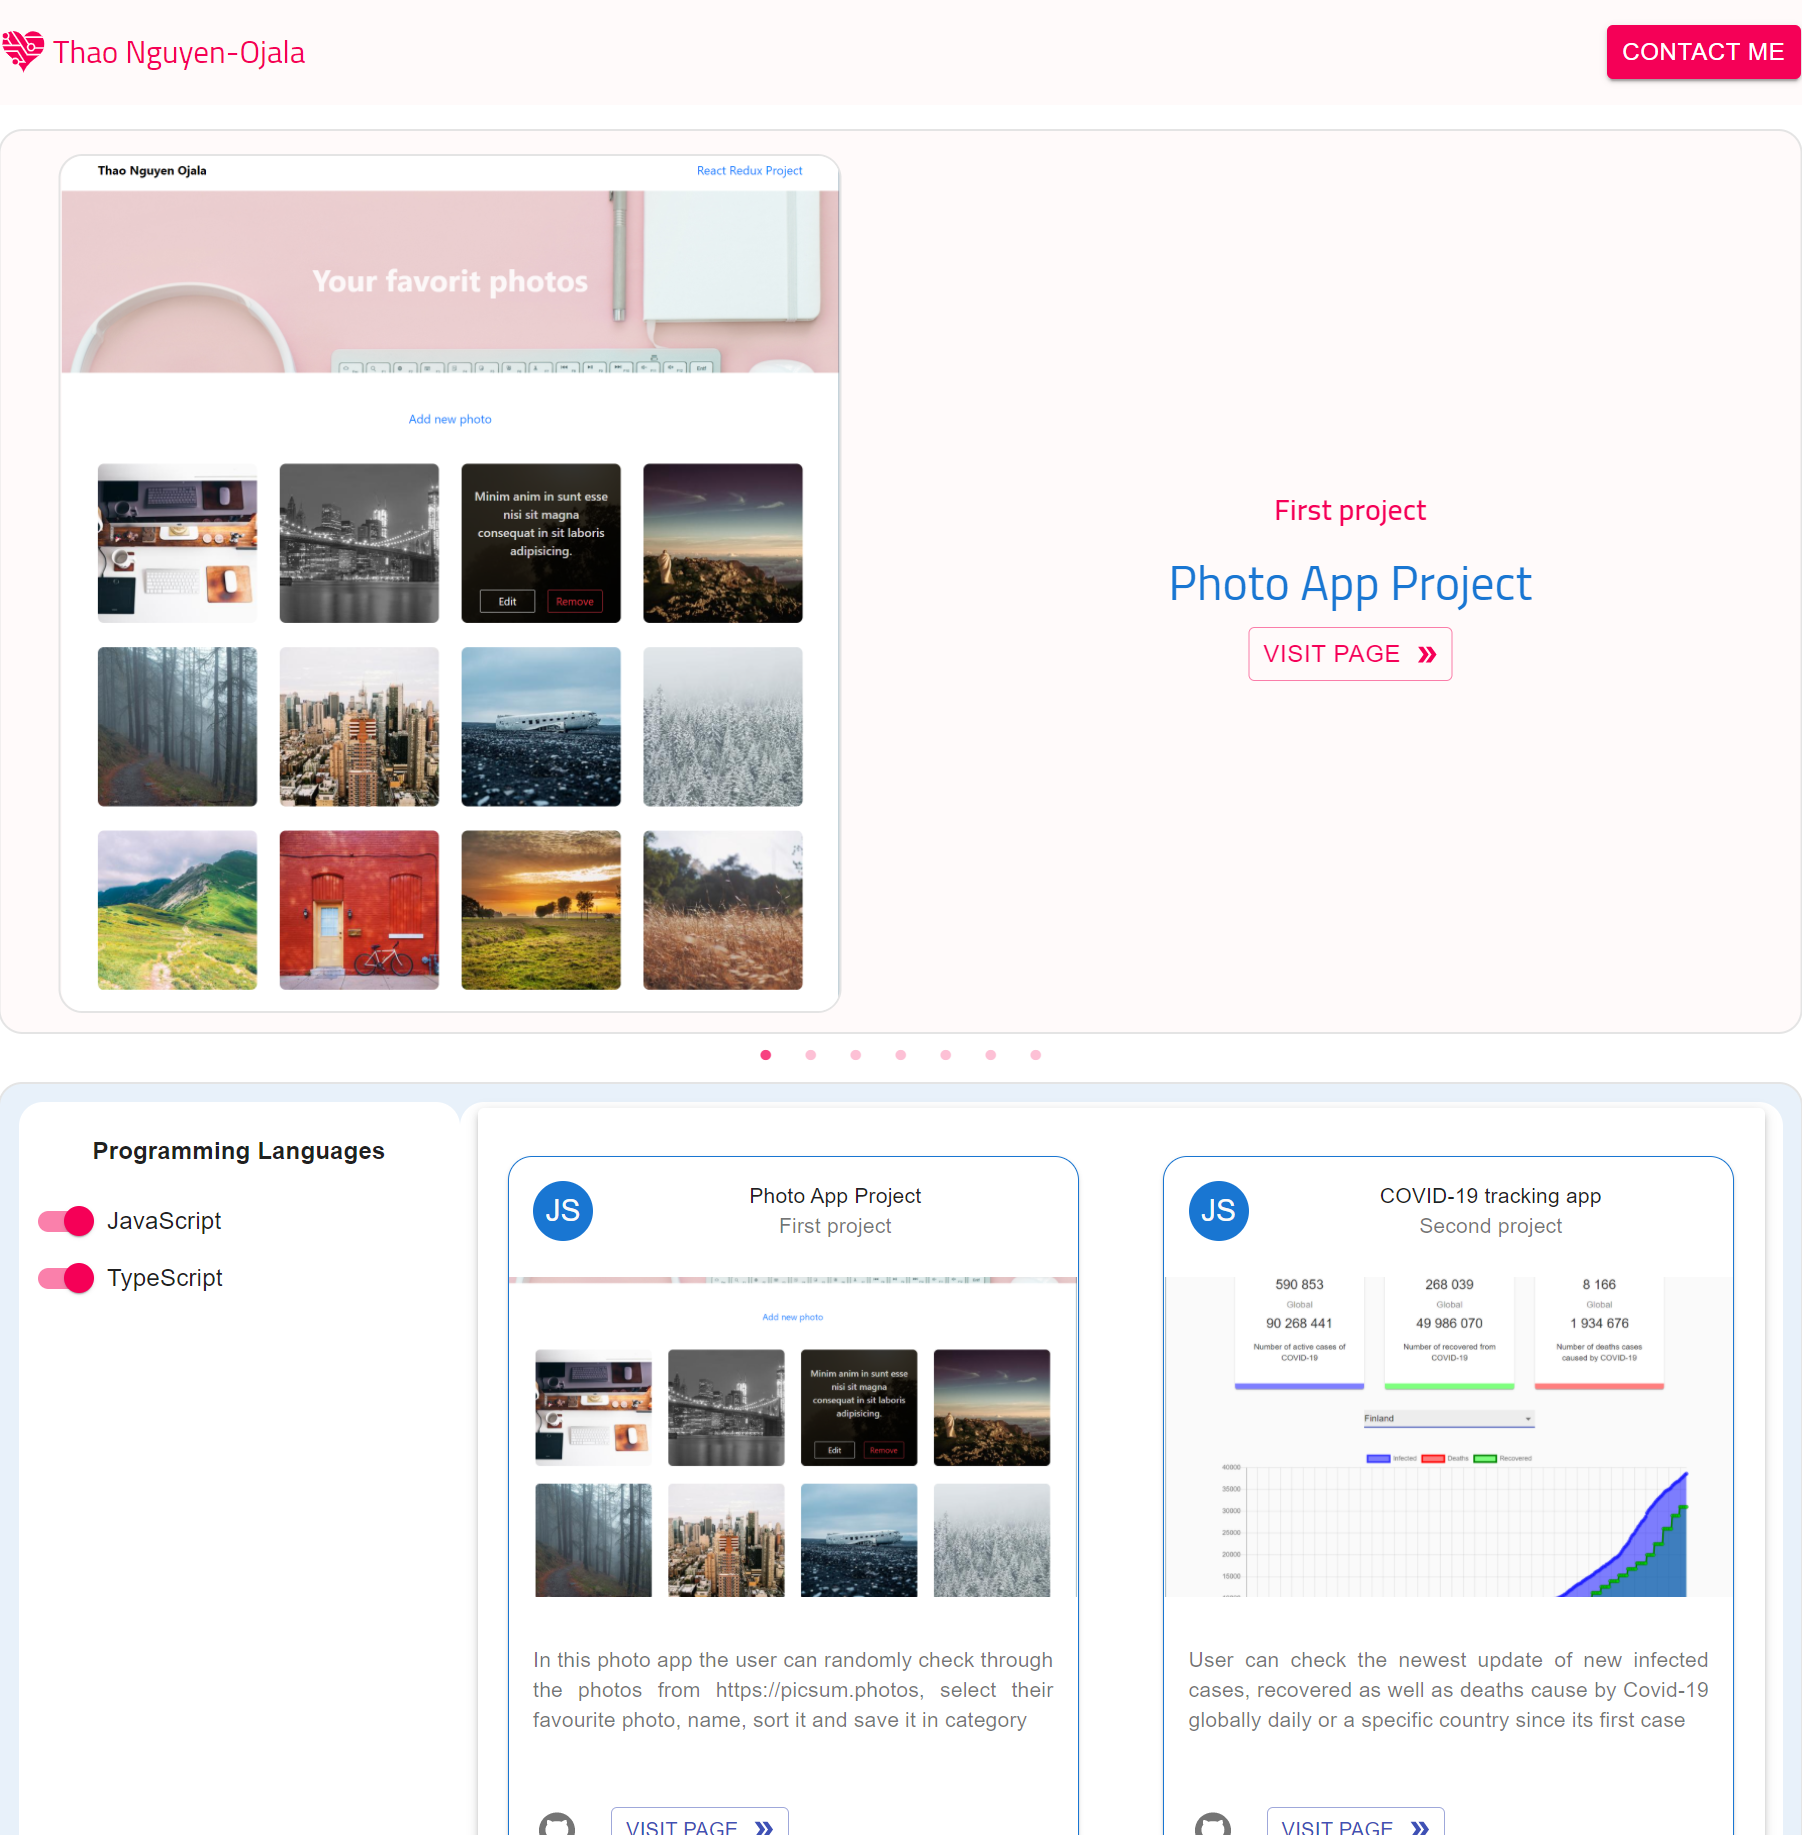 Thao Nguyen-Ojala
CONTACT ME
Thao Nguyen Ojala
React Redux Project
Your favorit photos
Add new photo
Minim anim in sunt esse
nisi sit magna
consequat in sit laboris
adipisicing.
Edit
Remove
First project
Photo App Project
VISIT PAGE
Programming Languages
JavaScript
TypeScript
JS
Photo App Project
First project
Add new photo
Minim anim in sunt esse
nisi sit magna
consequat in sit laboris
adipisicing.
Edit
Remove
In this photo app the user can randomly check through
the photos from https://picsum.photos, select their
favourite photo, name, sort it and save it in category
VISIT PAGE
JS
COVID-19 tracking app
Second project
590 853
Global
90 268 441
Number of active cases of
COVID-19
268 039
Global
49 986 070
Number of recovered from
COVID-19
8 166
Global
1 934 676
Number of deaths cases
caused by COVID-19
Finland
Infected
Deaths
Recovered
40000
35000
30000
25000
20000
15000
User can check the newest update of new infected
cases, recovered as well as deaths cause by Covid-19
globally daily or a specific country since its first case
VISIT PAGE